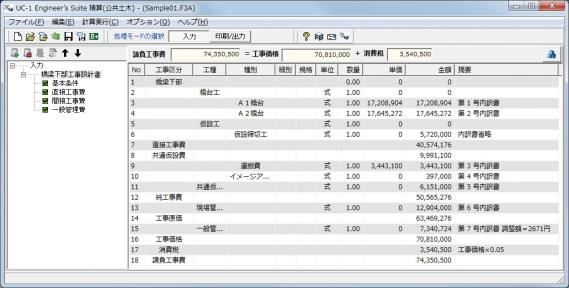 UC-1 Engineer's Suite 積算(公共土木) - (Sample01.F3A)
ファイル(F) 編集(E) 計算実行(C) オプション(O) ヘルプ(H)
処理モードの選択 入力 印刷/出力
請負工事費 74,350,500 = 工事価格 70,810,000 + 消費税 3,540,500
入力
橋梁下部工事設計書
基本条件
直接工事費
間接工事費
一般管理費
No 工事区分 工種 種別 細別 規格 単位 数量 単価 金額 摘要
1 橋梁下部 0.00 0
2 橋台工 式 1.00 0 0
3 A1橋台 式 1.00 17,208,904 17,208,904 第1号内訳書
4 A2橋台 式 1.00 17,645,272 17,645,272 第2号内訳書
5 仮設工 式 1.00 0 0
6 仮設締切工 式 1.00 0 5,720,000 内訳書省略
7 直接工事費 40,574,176
8 共通仮設費 9,991,100
9 運搬費 式 1.00 3,443,100 3,443,100 第3号内訳書
10 イメージア... 式 1.00 0 397,000 第4号内訳書
11 共通仮... 式 1.00 0 6,151,000 第5号内訳書
12 純工事費 50,565,276
13 現場管... 式 1.00 0 12,904,000 第6号内訳書
14 工事原価 63,469,276
15 一般管... 式 1.00 0 7,340,724 第7号内訳書 調整額=2671円
16 工事価格 70,810,000
17 消費税 3,540,500 工事価格×0.05
18 請負工事費 74,350,500